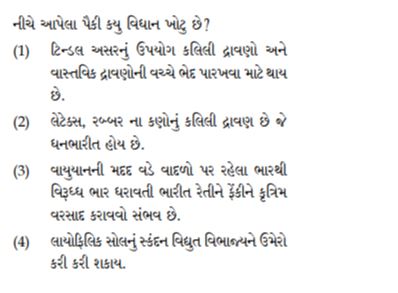 નીચે આપેલા પૈકી કયુ વિધાન ખોટુ છે?
(1) ટિન્ડલ અસરનું ઉપયોગ કલિલી દ્રાવણો અને
વાસ્તવિક દ્રાવણોની વચ્ચે ભેદ પારખવા માટે થાય
છે.
(2) લેટેક્સ, રબ્બર ના કણોનું કલિલી દ્રાવણ છે જે
ધનભારીત હોય છે.
(3) વાયુયાનની મદદ વડે વાદળો પર રહેલા ભારથી
વિરૂધ્ધ ભાર ધરાવતી ભારીત રેતીને ફેંકીને કૃત્રિમ
વરસાદ કરાવવો સંભવ છે.
(4) લાયોફિલિક સોલનું સ્કંદન વિદ્યુત વિભાજ્યને ઉમેરો
કરી કરી શકાય.